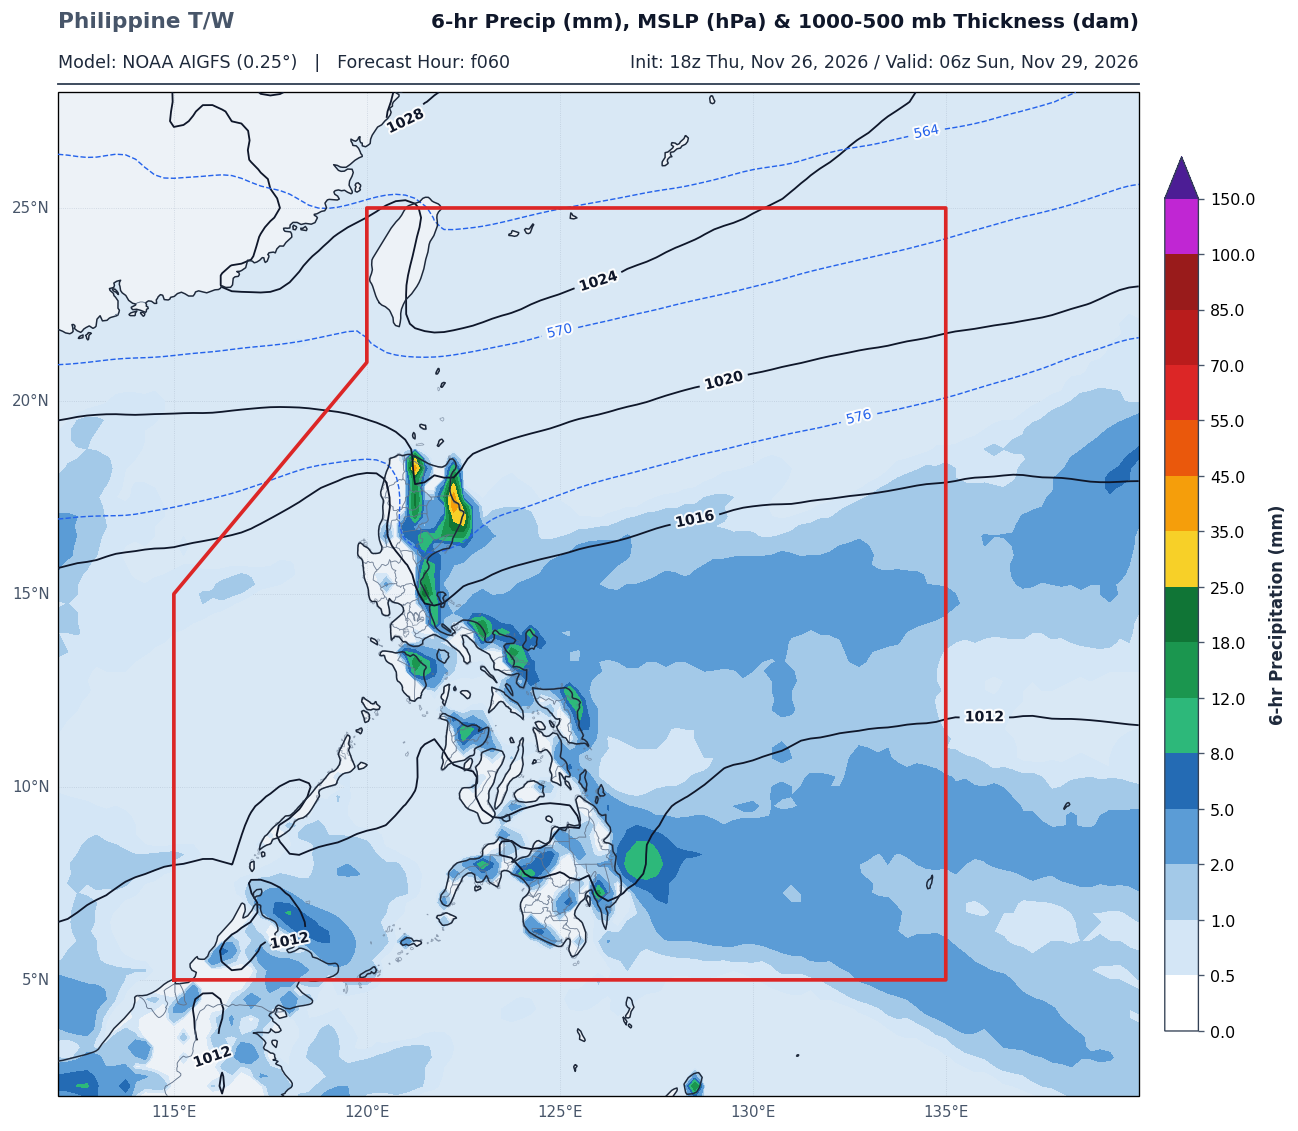 Philippine T/W
6-hr Precip (mm), MSLP (hPa) & 1000-500 mb Thickness (dam)
Model: NOAA AIGFS (0.25°) | Forecast Hour: f060
Init: 18z Thu, Nov 26, 2026 / Valid: 06z Sun, Nov 29, 2026
1028
564
1024
570
1020
576
1016
1012
1012
1012
25°N
20°N
15°N
10°N
5°N
115°E
120°E
125°E
130°E
135°E
150.0
100.0
85.0
70.0
55.0
45.0
35.0
25.0
18.0
12.0
8.0
5.0
2.0
1.0
0.5
0.0
6-hr Precipitation (mm)